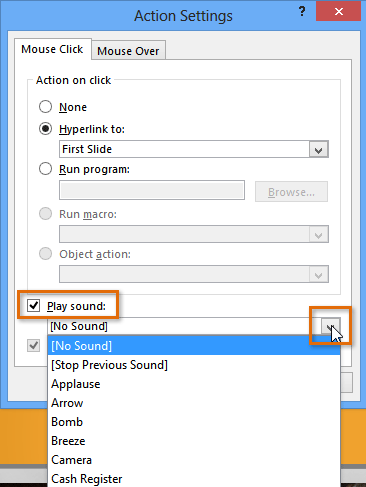 Action Settings
Mouse Click Mouse Over
Action on click
None
Hyperlink to:
First Slide
Run program:
Browse...
Run macro:
Object action:
Play sound:
[No Sound]
[No Sound]
[Stop Previous Sound]
Applause
Arrow
Bomb
Breeze
Camera
Cash Register